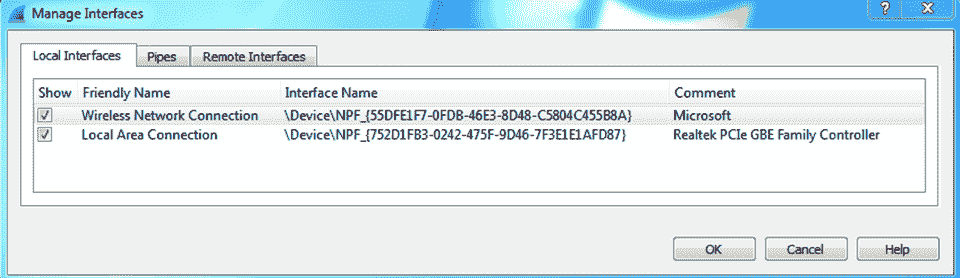 Manage Interfaces
Local Interfaces Pipes Remote Interfaces
Show Friendly Name Interface Name Comment
Wireless Network Connection \Device\NPF_{55DFE1F7-0FDB-46E3-8D48-C5804C455B8A} Microsoft
Local Area Connection \Device\NPF_{752D1FB3-0242-475F-9D46-7F3E1E1AFD87} Realtek PCIe GBE Family Controller
OK Cancel Help